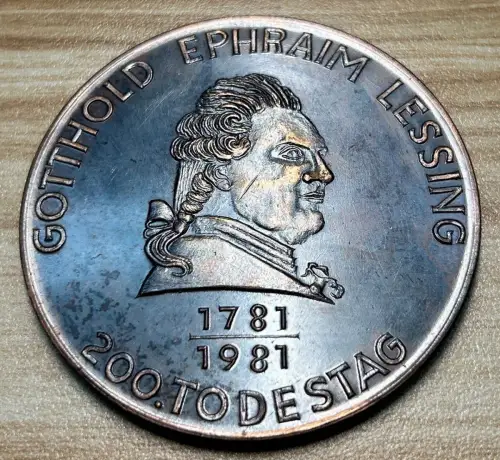 GOTTHOLD EPHRAIM LESSING
1781
1981
200. TODESTAG